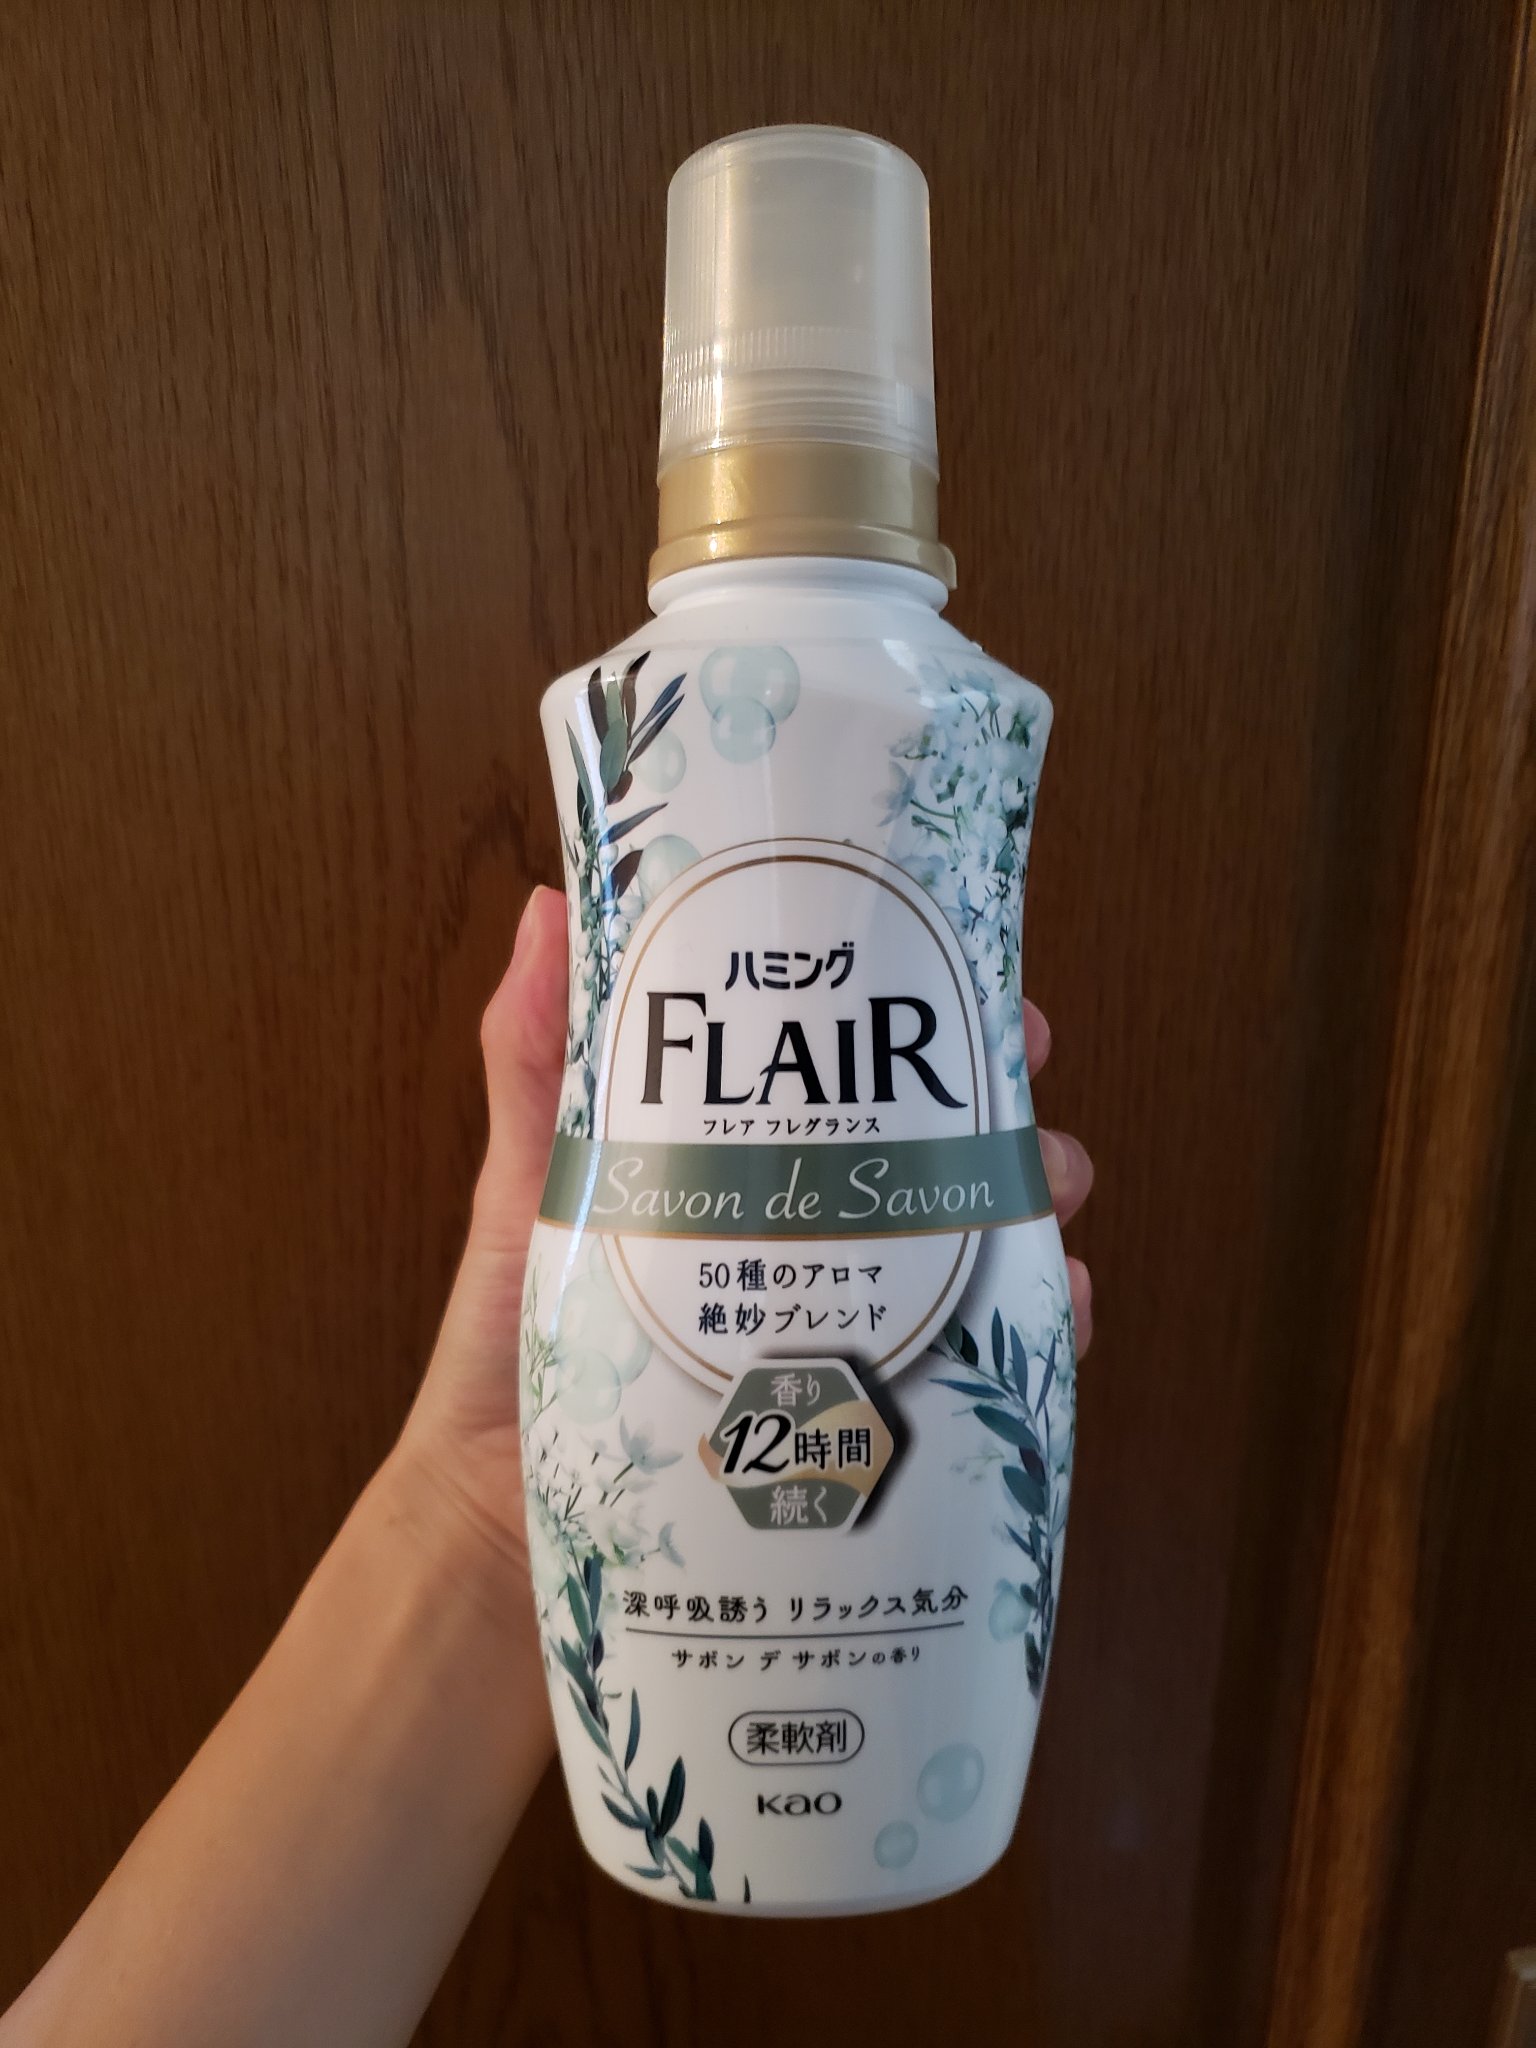 ハミング
FLAIR
フレア フレグランス
Savon de Savon
50種のアロマ
絶妙ブレンド
香り
12時間
続く
深呼吸誘う リラックス気分
サボン デ サボンの香り
柔軟剤
Kao